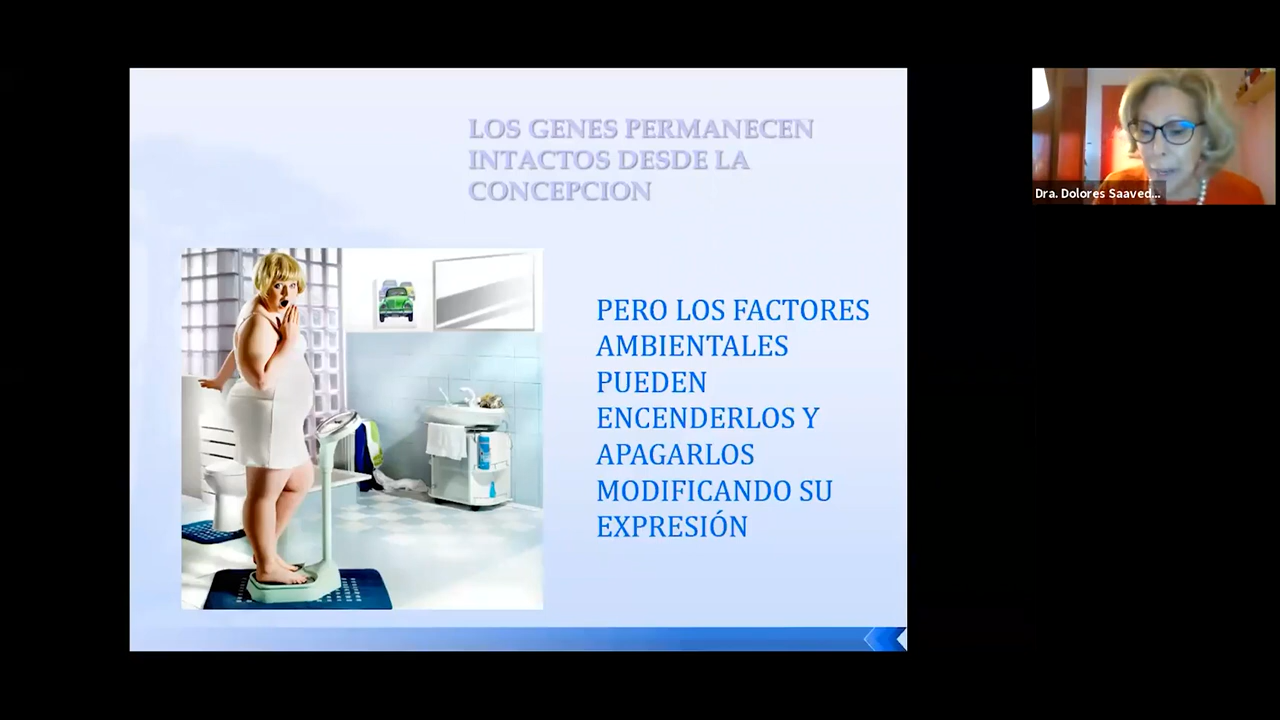 LOS GENES PERMANECEN
INTACTOS DESDE LA
CONCEPCION
PERO LOS FACTORES
AMBIENTALES
PUEDEN
ENCENDERLOS Y
APAGARLOS
MODIFICANDO SU
EXPRESIÓN
Dra. Dolores Saaved...